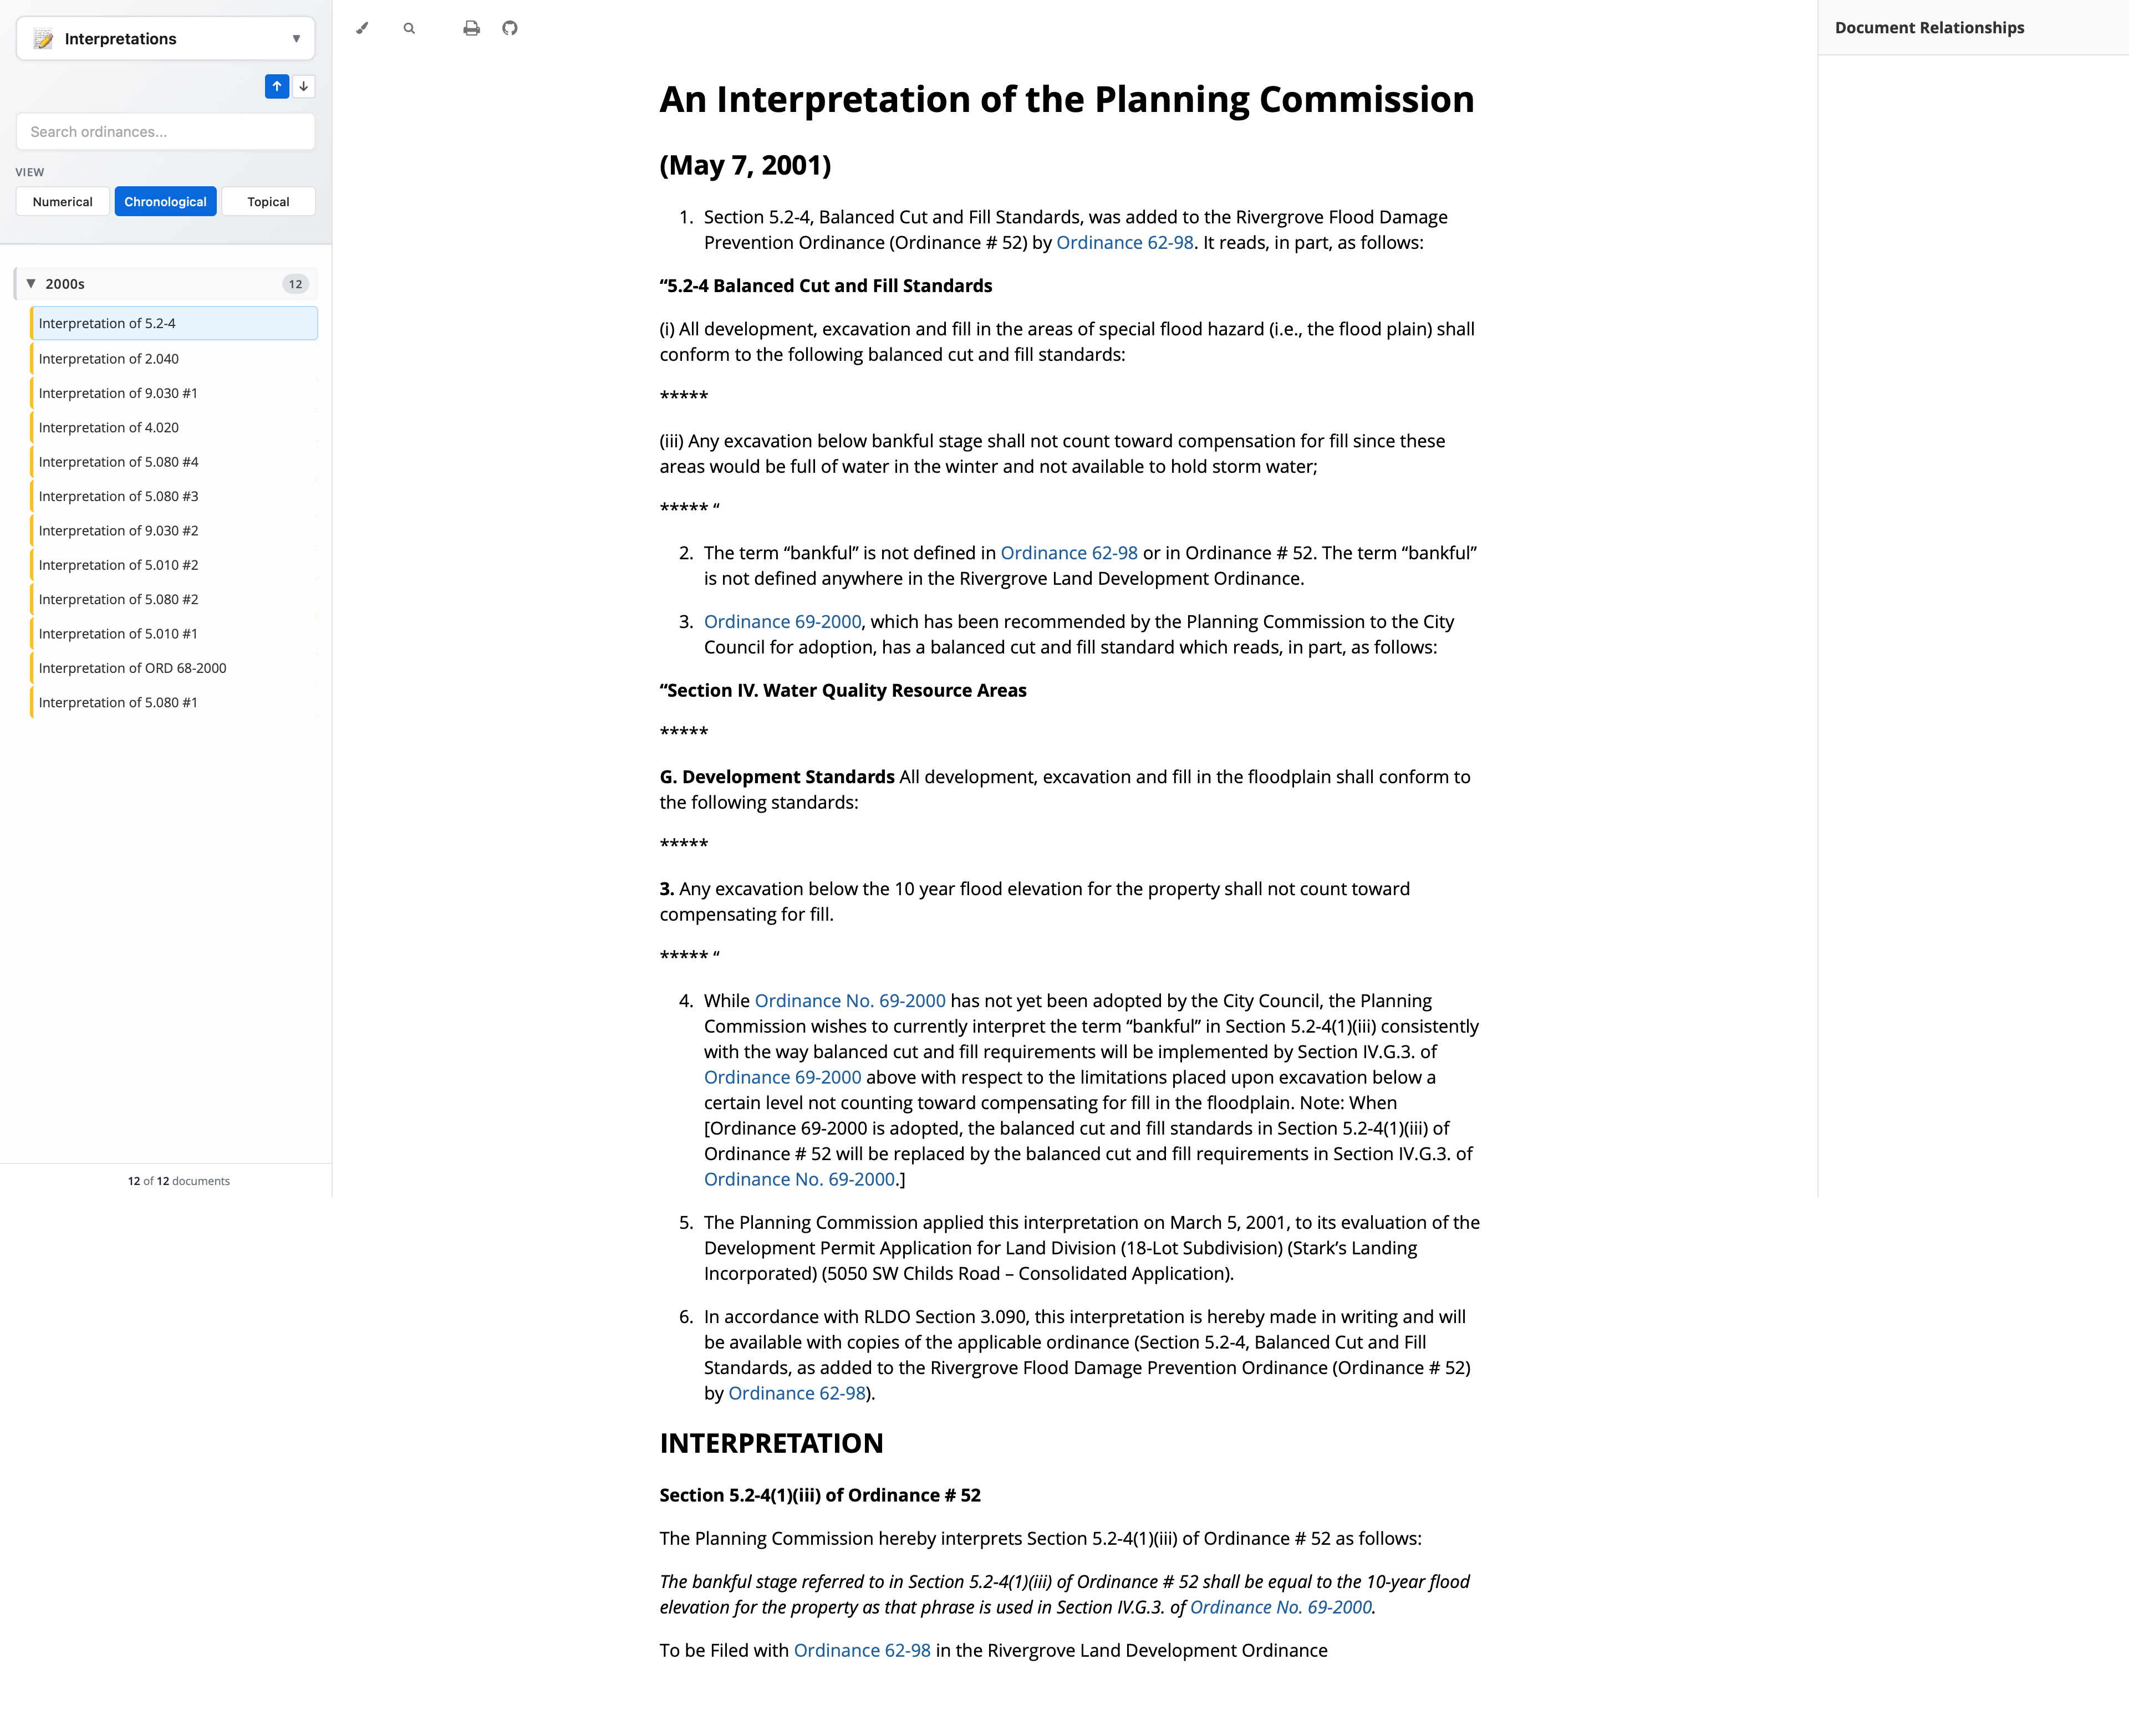 Interpretations
Search ordinances...
VIEW
Numerical
Chronological
Topical
2000s
12
Interpretation of 5.2-4
Interpretation of 2.040
Interpretation of 9.030 #1
Interpretation of 4.020
Interpretation of 5.080 #4
Interpretation of 5.080 #3
Interpretation of 9.030 #2
Interpretation of 5.010 #2
Interpretation of 5.080 #2
Interpretation of 5.010 #1
Interpretation of ORD 68-2000
Interpretation of 5.080 #1
12 of 12 documents
An Interpretation of the Planning Commission
(May 7, 2001)
1. Section 5.2-4, Balanced Cut and Fill Standards, was added to the Rivergrove Flood Damage
Prevention Ordinance (Ordinance # 52) by Ordinance 62-98. It reads, in part, as follows:
“5.2-4 Balanced Cut and Fill Standards
(i) All development, excavation and fill in the areas of special flood hazard (i.e., the flood plain) shall
conform to the following balanced cut and fill standards:
*****
(iii) Any excavation below bankful stage shall not count toward compensation for fill since these
areas would be full of water in the winter and not available to hold storm water;
***** “
2. The term “bankful” is not defined in Ordinance 62-98 or in Ordinance # 52. The term “bankful”
is not defined anywhere in the Rivergrove Land Development Ordinance.
3. Ordinance 69-2000, which has been recommended by the Planning Commission to the City
Council for adoption, has a balanced cut and fill standard which reads, in part, as follows:
“Section IV. Water Quality Resource Areas
*****
G. Development Standards All development, excavation and fill in the floodplain shall conform to
the following standards:
*****
3. Any excavation below the 10 year flood elevation for the property shall not count toward
compensating for fill.
***** “
4. While Ordinance No. 69-2000 has not yet been adopted by the City Council, the Planning
Commission wishes to currently interpret the term “bankful” in Section 5.2-4(1)(iii) consistently
with the way balanced cut and fill requirements will be implemented by Section IV.G.3. of
Ordinance 69-2000 above with respect to the limitations placed upon excavation below a
certain level not counting toward compensating for fill in the floodplain. Note: When
[Ordinance 69-2000 is adopted, the balanced cut and fill standards in Section 5.2-4(1)(iii) of
Ordinance # 52 will be replaced by the balanced cut and fill requirements in Section IV.G.3. of
Ordinance No. 69-2000.]
5. The Planning Commission applied this interpretation on March 5, 2001, to its evaluation of the
Development Permit Application for Land Division (18-Lot Subdivision) (Stark’s Landing
Incorporated) (5050 SW Childs Road – Consolidated Application).
6. In accordance with RLDO Section 3.090, this interpretation is hereby made in writing and will
be available with copies of the applicable ordinance (Section 5.2-4, Balanced Cut and Fill
Standards, as added to the Rivergrove Flood Damage Prevention Ordinance (Ordinance # 52)
by Ordinance 62-98).
INTERPRETATION
Section 5.2-4(1)(iii) of Ordinance # 52
The Planning Commission hereby interprets Section 5.2-4(1)(iii) of Ordinance # 52 as follows:
The bankful stage referred to in Section 5.2-4(1)(iii) of Ordinance # 52 shall be equal to the 10-year flood
elevation for the property as that phrase is used in Section IV.G.3. of Ordinance No. 69-2000.
To be Filed with Ordinance 62-98 in the Rivergrove Land Development Ordinance
Document Relationships